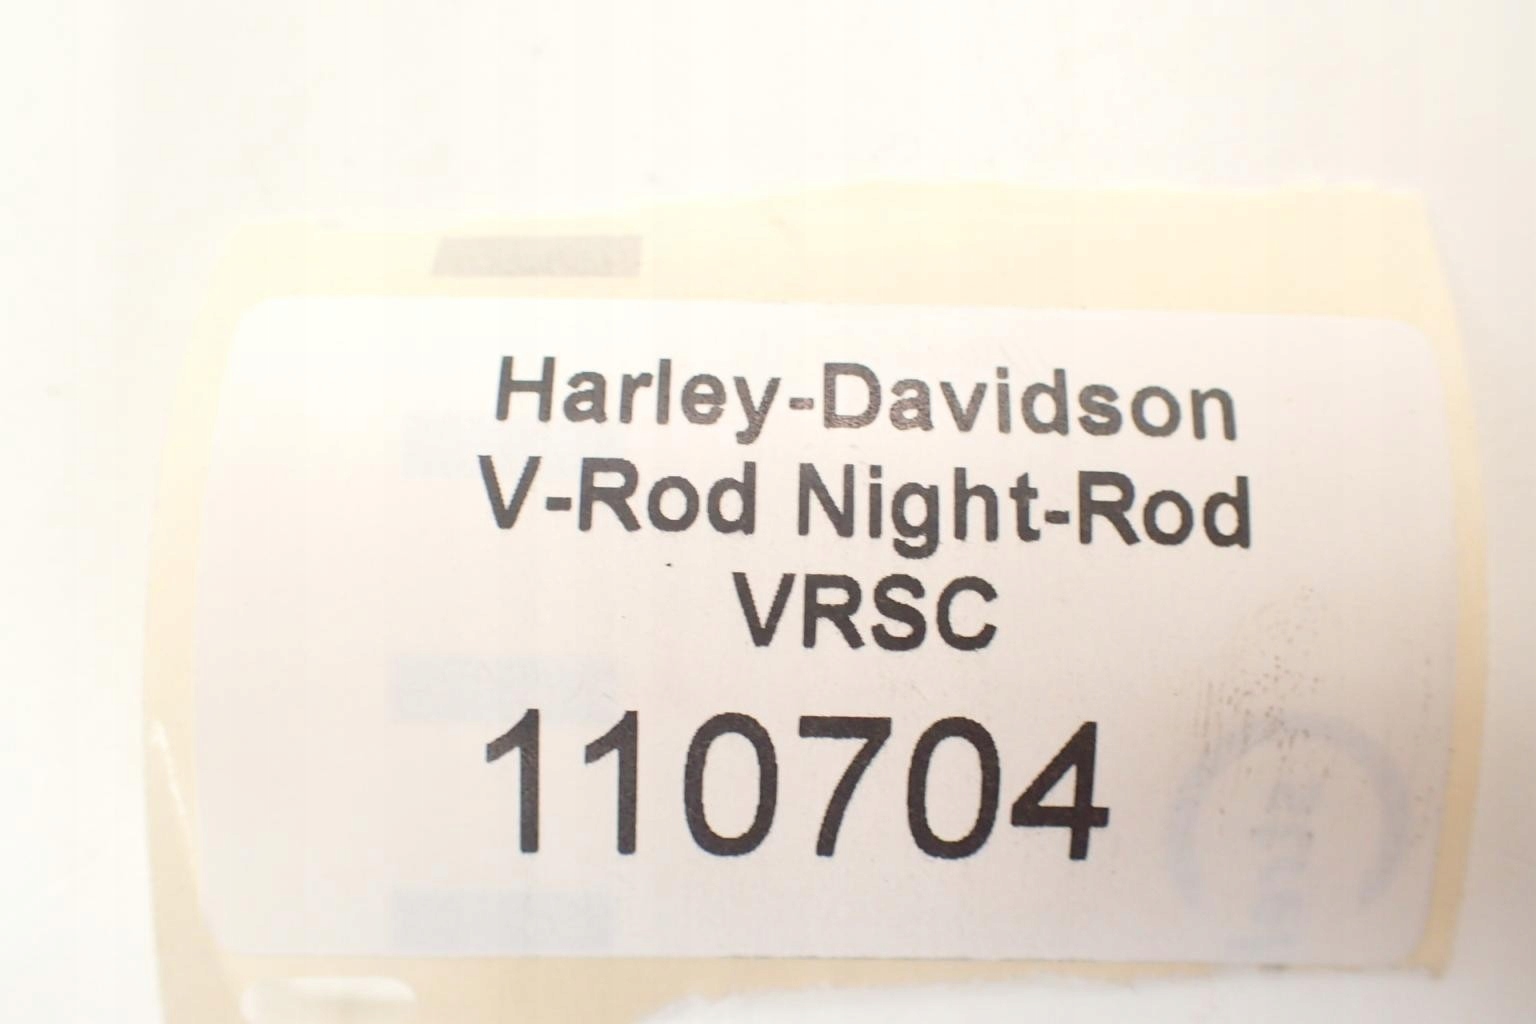 Harley-Davidson
V-Rod Night-Rod
VRSC
110704